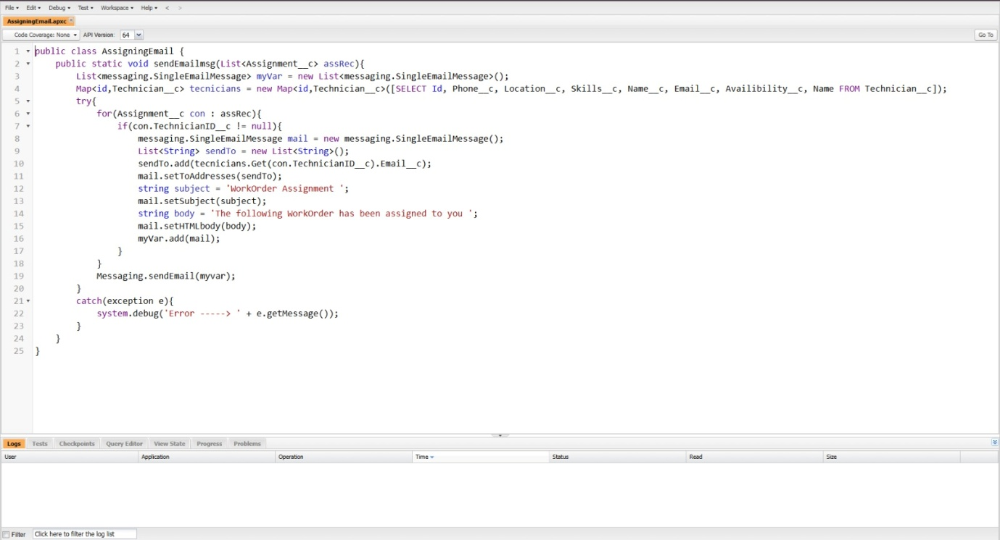 File Edit Debug Test Workspace Help < >
AssigningEmail.apxc
Code Coverage: None API Version: 64 Go To
1 public class AssigningEmail {
2 public static void sendEmailmsg(List<Assignment__c> assRec){
3 List<messaging.SingleEmailMessage> myVar = new List<messaging.SingleEmailMessage>();
4 Map<id,Technician__c> tecnicians = new Map<id,Technician__c>([SELECT Id, Phone__c, Location__c, Skills__c, Name__c, Email__c, Availibility__c, Name FROM Technician__c]);
5 try{
6 for(Assignment__c con : assRec){
7 if(con.TechnicianID__c != null){
8 messaging.SingleEmailMessage mail = new messaging.SingleEmailMessage();
9 List<String> sendTo = new List<String>();
10 sendTo.add(tecnicians.Get(con.TechnicianID__c).Email__c);
11 mail.setToAddresses(sendTo);
12 string subject = 'WorkOrder Assignment ';
13 mail.setSubject(subject);
14 string body = 'The following WorkOrder has been assigned to you ';
15 mail.setHTMLbody(body);
16 myVar.add(mail);
17 }
18 }
19 Messaging.sendEmail(myvar);
20 }
21 catch(exception e){
22 system.debug('Error -----> ' + e.getMessage());
23 }
24 }
25 }
Logs Tests Checkpoints Query Editor View State Progress Problems
User Application Operation Time Status Read Size
Filter Click here to filter the log list